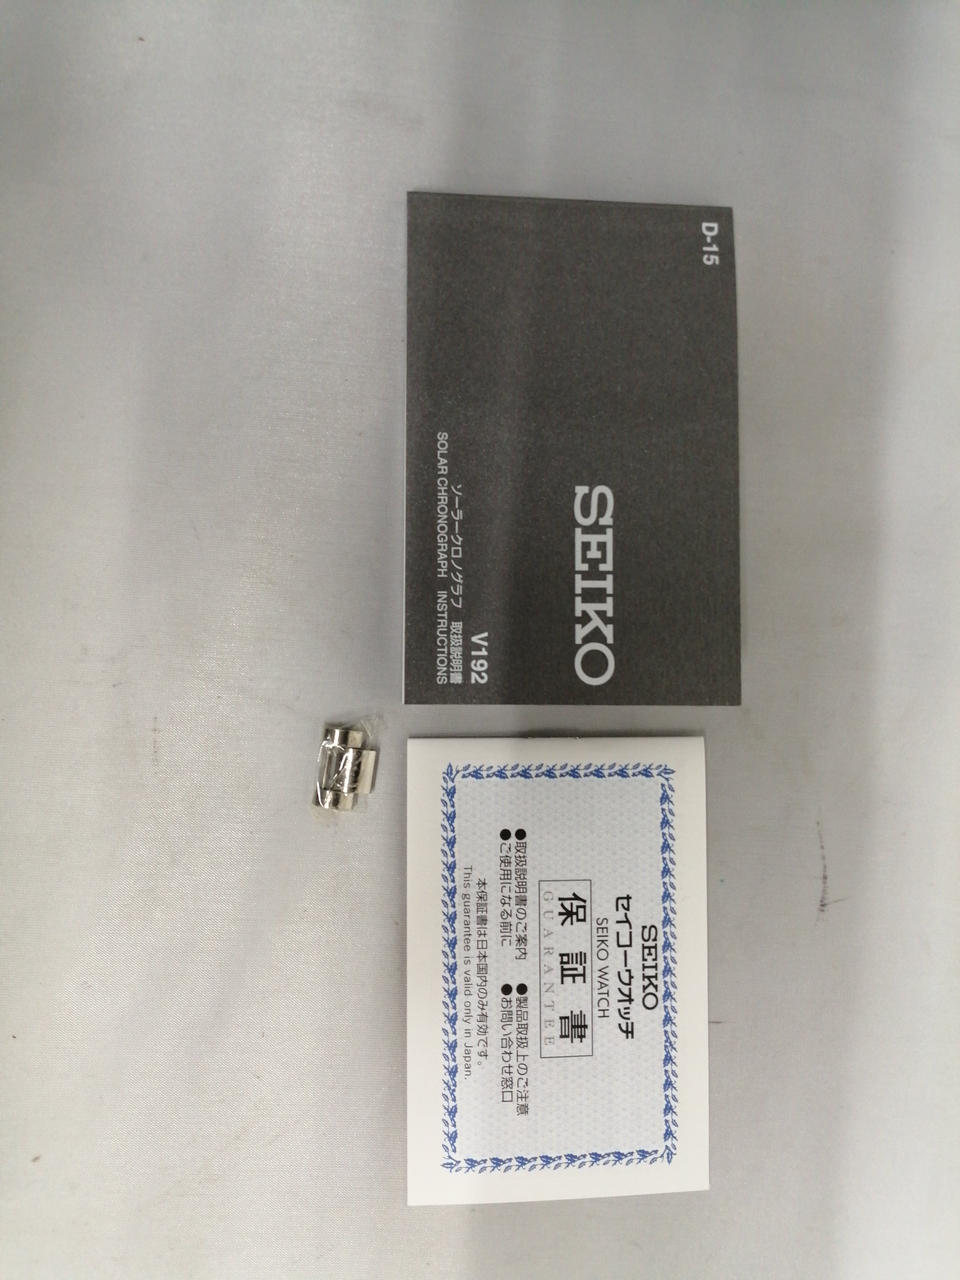 D-15
SEIKO
V192
ソーラークロノグラフ 取扱説明書
SOLAR CHRONOGRAPH INSTRUCTIONS
SEIKO
セイコーウオッチ
SEIKO WATCH
保証書
GUARANTEE
●取扱説明書のご案内 ●製品取扱上のご注意
●ご使用になる前に ●お問い合わせ窓口
本保証書は日本国内のみ有効です。
This guarantee is valid only in Japan.